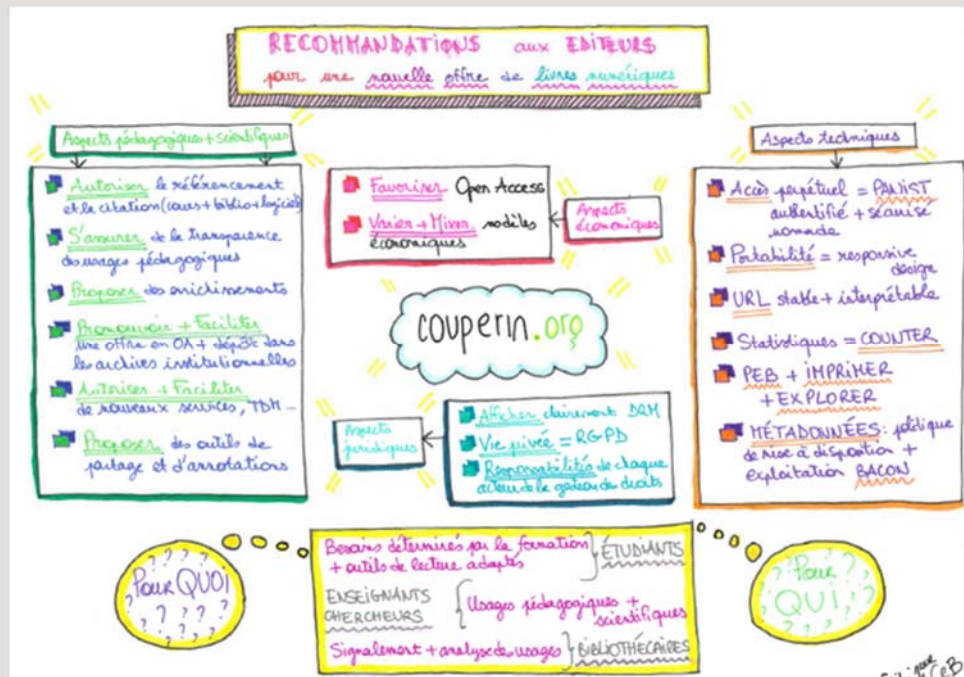 RECOMMANDATIONS aux EDITEURS
pour une nouvelle offre de livres numériques
Aspects pédagogiques + scientifiques
Autoriser le référencement
et la citation (cours + biblio + logiciels)
S'assurer de la transparence
des usages pédagogiques
Proposer des enrichissements
Promouvoir + Faciliter
une offre en OA + dépôt dans
les archives institutionnelles
Autoriser + Faciliter
de nouveaux services, TDM ...
Proposer des outils de
partage et d'annotations
Favoriser Open Access
Varier + Mixer modèles
économiques
Aspects
économiques
couperin.org
Aspects
juridiques
Afficher clairement DRM
Vie privée = RGPD
Responsabilités de chaque
acteur de la gestion des droits
Aspects techniques
Accès perpétuel = PANIST
authentifié + sécurisé
nomade
Portabilité = responsive
design
URL stable + interprétable
Statistiques = COUNTER
PEB + IMPRIMER
+ EXPLORER
MÉTADONNÉES : politique
de mise à disposition +
exploitation BACON
Pour QUOI
Besoins déterminés par la formation
+ outils de lecture adaptés
ÉTUDIANTS
ENSEIGNANTS
CHERCHEURS
Usages pédagogiques +
scientifiques
Signalement + analyse des usages
BIBLIOTHÉCAIRES
Pour
QUI